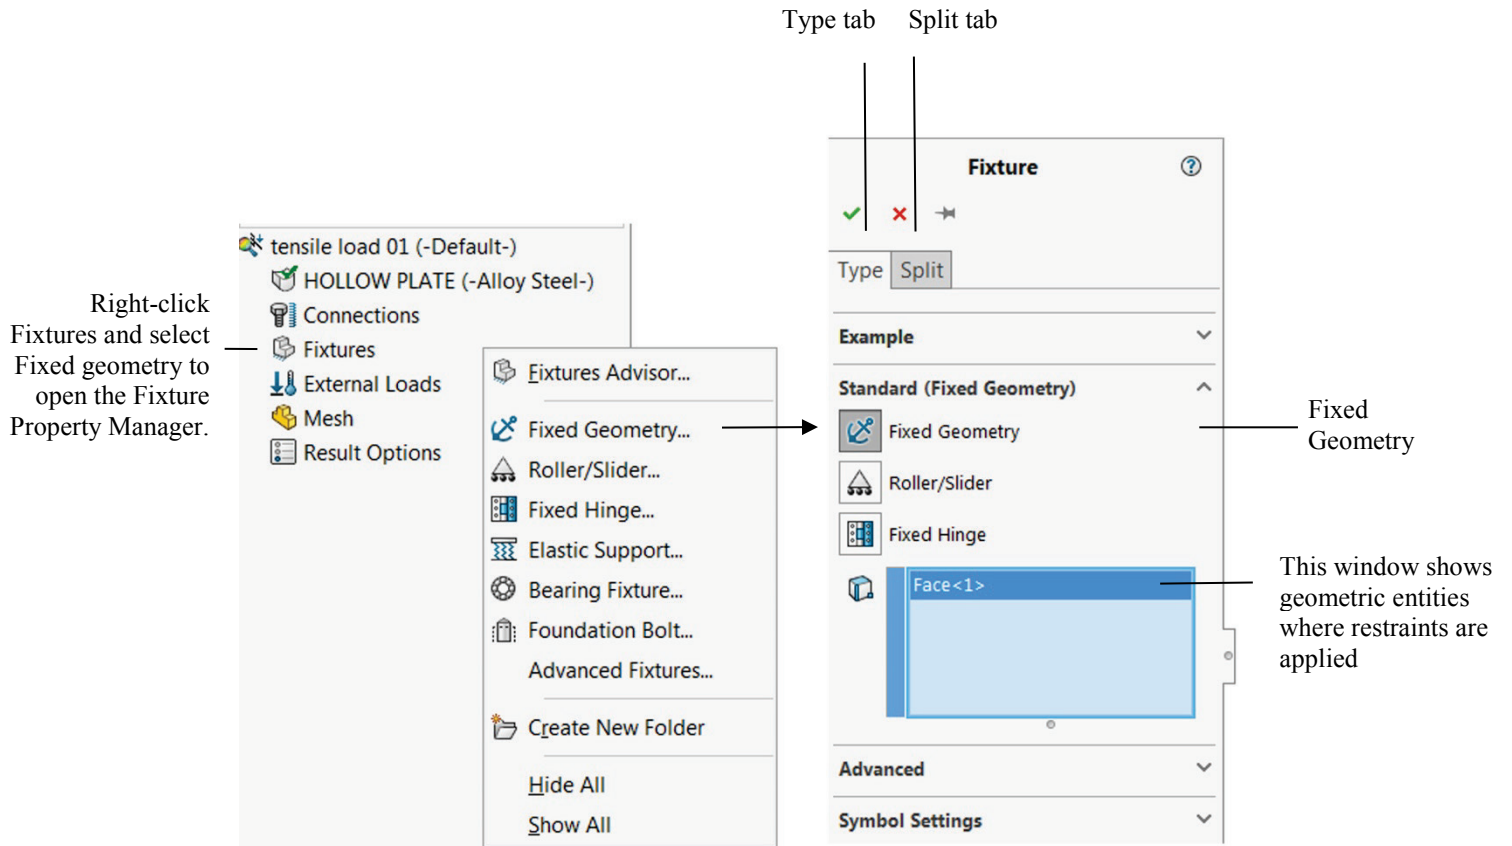 Type tab
Split tab
Right-click
Fixtures and select
Fixed geometry to
open the Fixture
Property Manager.
tensile load 01 (-Default-)
HOLLOW PLATE (-Alloy Steel-)
Connections
Fixtures
External Loads
Mesh
Result Options
Fixtures Advisor...
Fixed Geometry...
Roller/Slider...
Fixed Hinge...
Elastic Support...
Bearing Fixture...
Foundation Bolt...
Advanced Fixtures...
Create New Folder
Hide All
Show All
Fixture
?
Type
Split
Example
Standard (Fixed Geometry)
Fixed Geometry
Roller/Slider
Fixed Hinge
Face<1>
Advanced
Symbol Settings
Fixed
Geometry
This window shows
geometric entities
where restraints are
applied